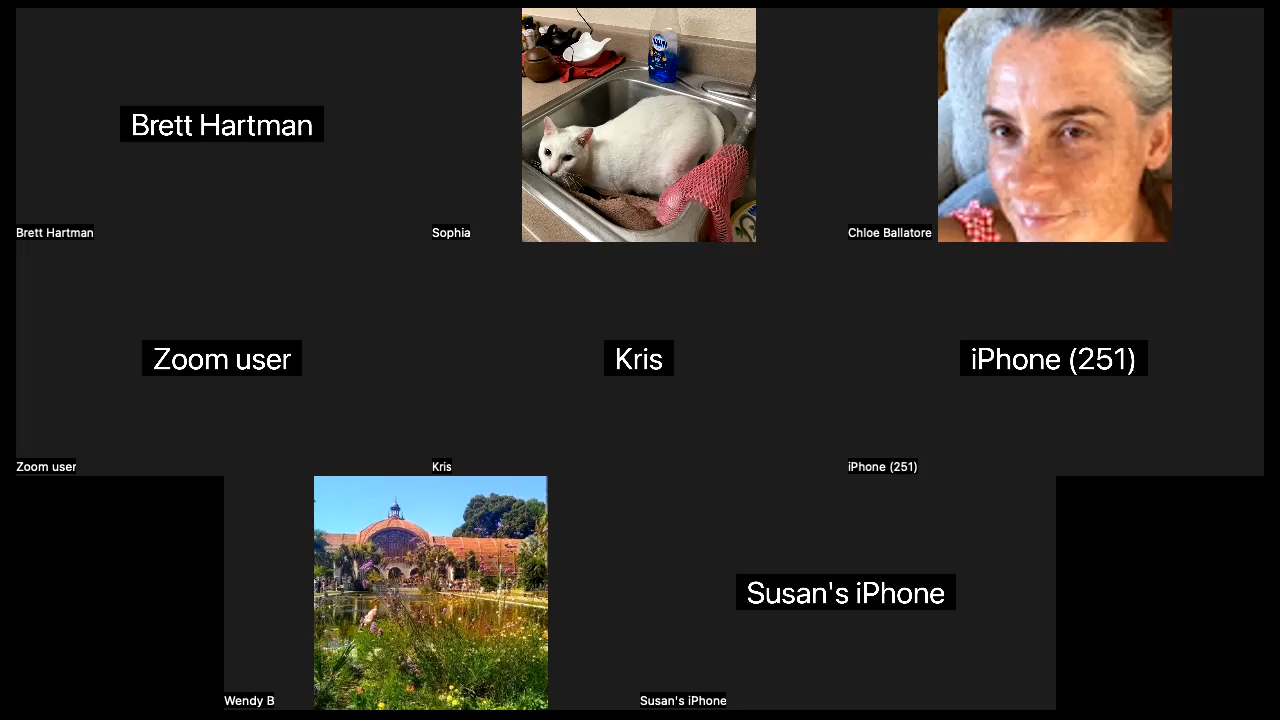 Brett Hartman
Brett Hartman
Sophia
Chloe Ballatore
Zoom user
Kris
iPhone (251)
Zoom user
Kris
iPhone (251)
Susan's iPhone
Wendy B
Susan's iPhone